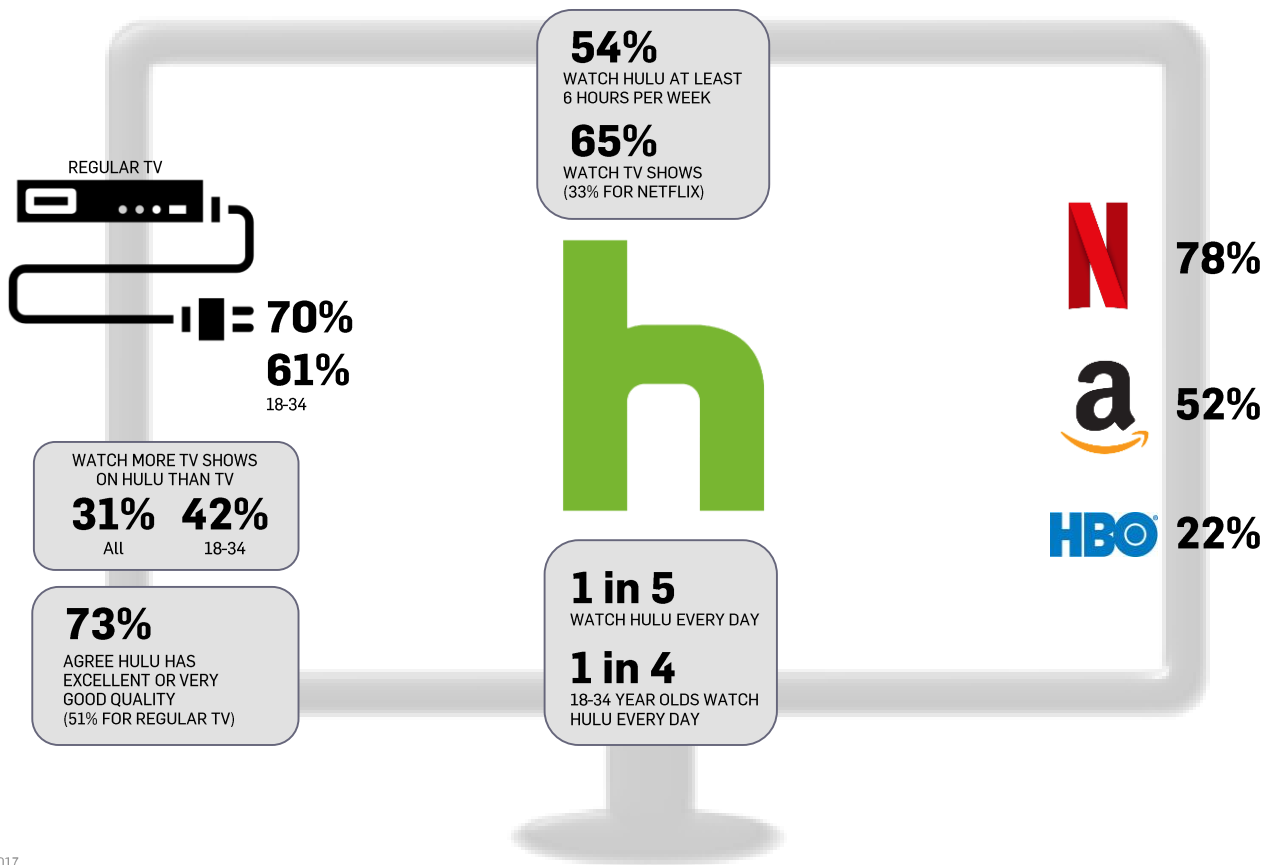 54%
WATCH HULU AT LEAST
6 HOURS PER WEEK
65%
WATCH TV SHOWS
(33% FOR NETFLIX)
REGULAR TV
70%
61%
18-34
WATCH MORE TV SHOWS
ON HULU THAN TV
31% 42%
All 18-34
73%
AGREE HULU HAS
EXCELLENT OR VERY
GOOD QUALITY
(51% FOR REGULAR TV)
h
1 in 5
WATCH HULU EVERY DAY
1 in 4
18-34 YEAR OLDS WATCH
HULU EVERY DAY
N 78%
a 52%
HBO® 22%